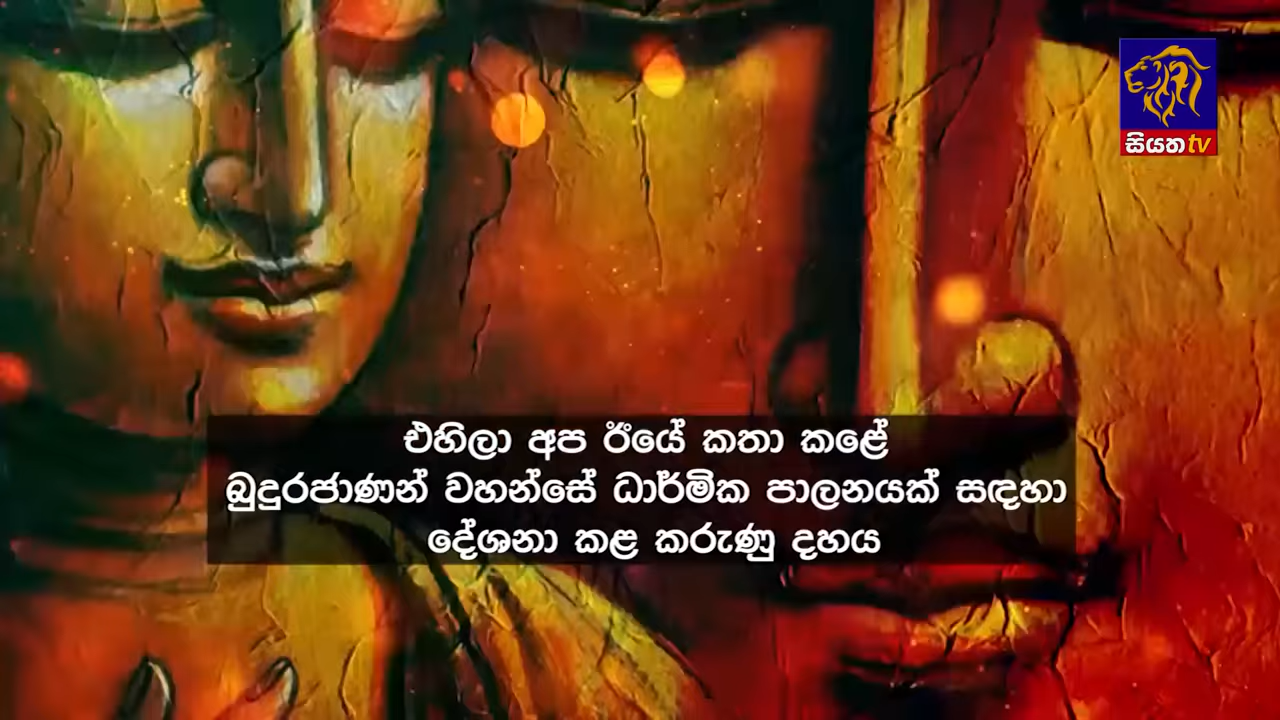 සියත tv
එහිලා අප ඊයේ කතා කළේ
බුදුරජාණන් වහන්සේ ධාර්මික පාලනයක් සඳහා
දේශනා කළ කරුණු දහය